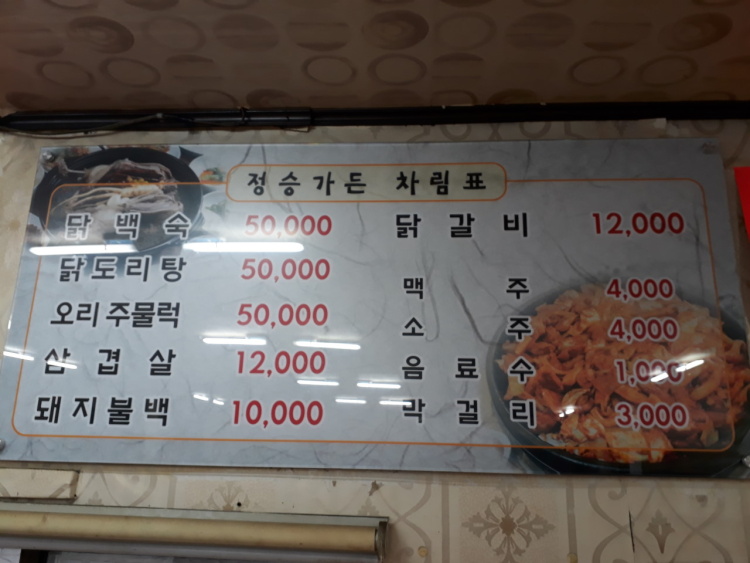 정승가든 차림표
닭백숙 50,000
닭도리탕 50,000
오리주물럭 50,000
삼겹살 12,000
돼지불백 10,000
닭갈비 12,000
맥주 4,000
소주 4,000
음료수 1,000
막걸리 3,000